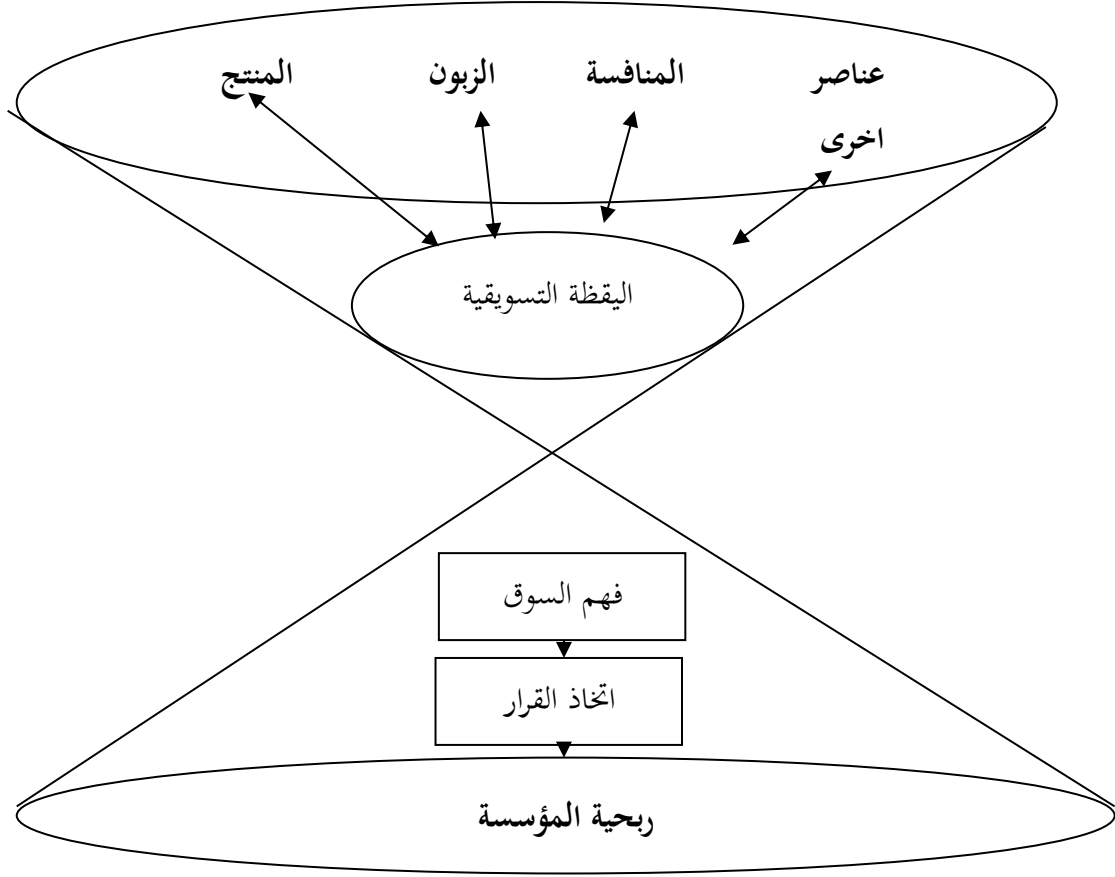 عناصر المنافسة الزبون المنتج
اخرى
اليقظة التسويقية
فهم السوق
اتخاذ القرار
ربحية المؤسسة